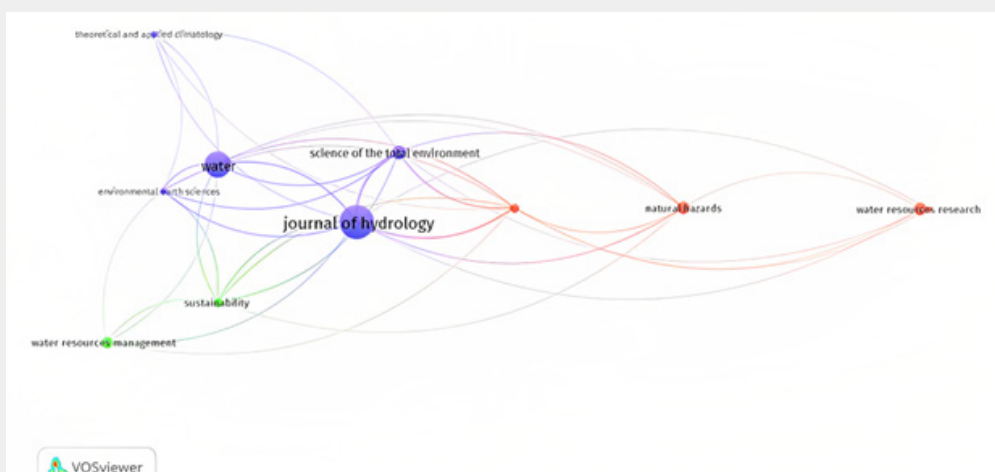 theoretical and applied climatology
science of the total environment
water
environmental earth sciences
natural hazards
water resources research
journal of hydrology
sustainability
water resources management
VOSviewer